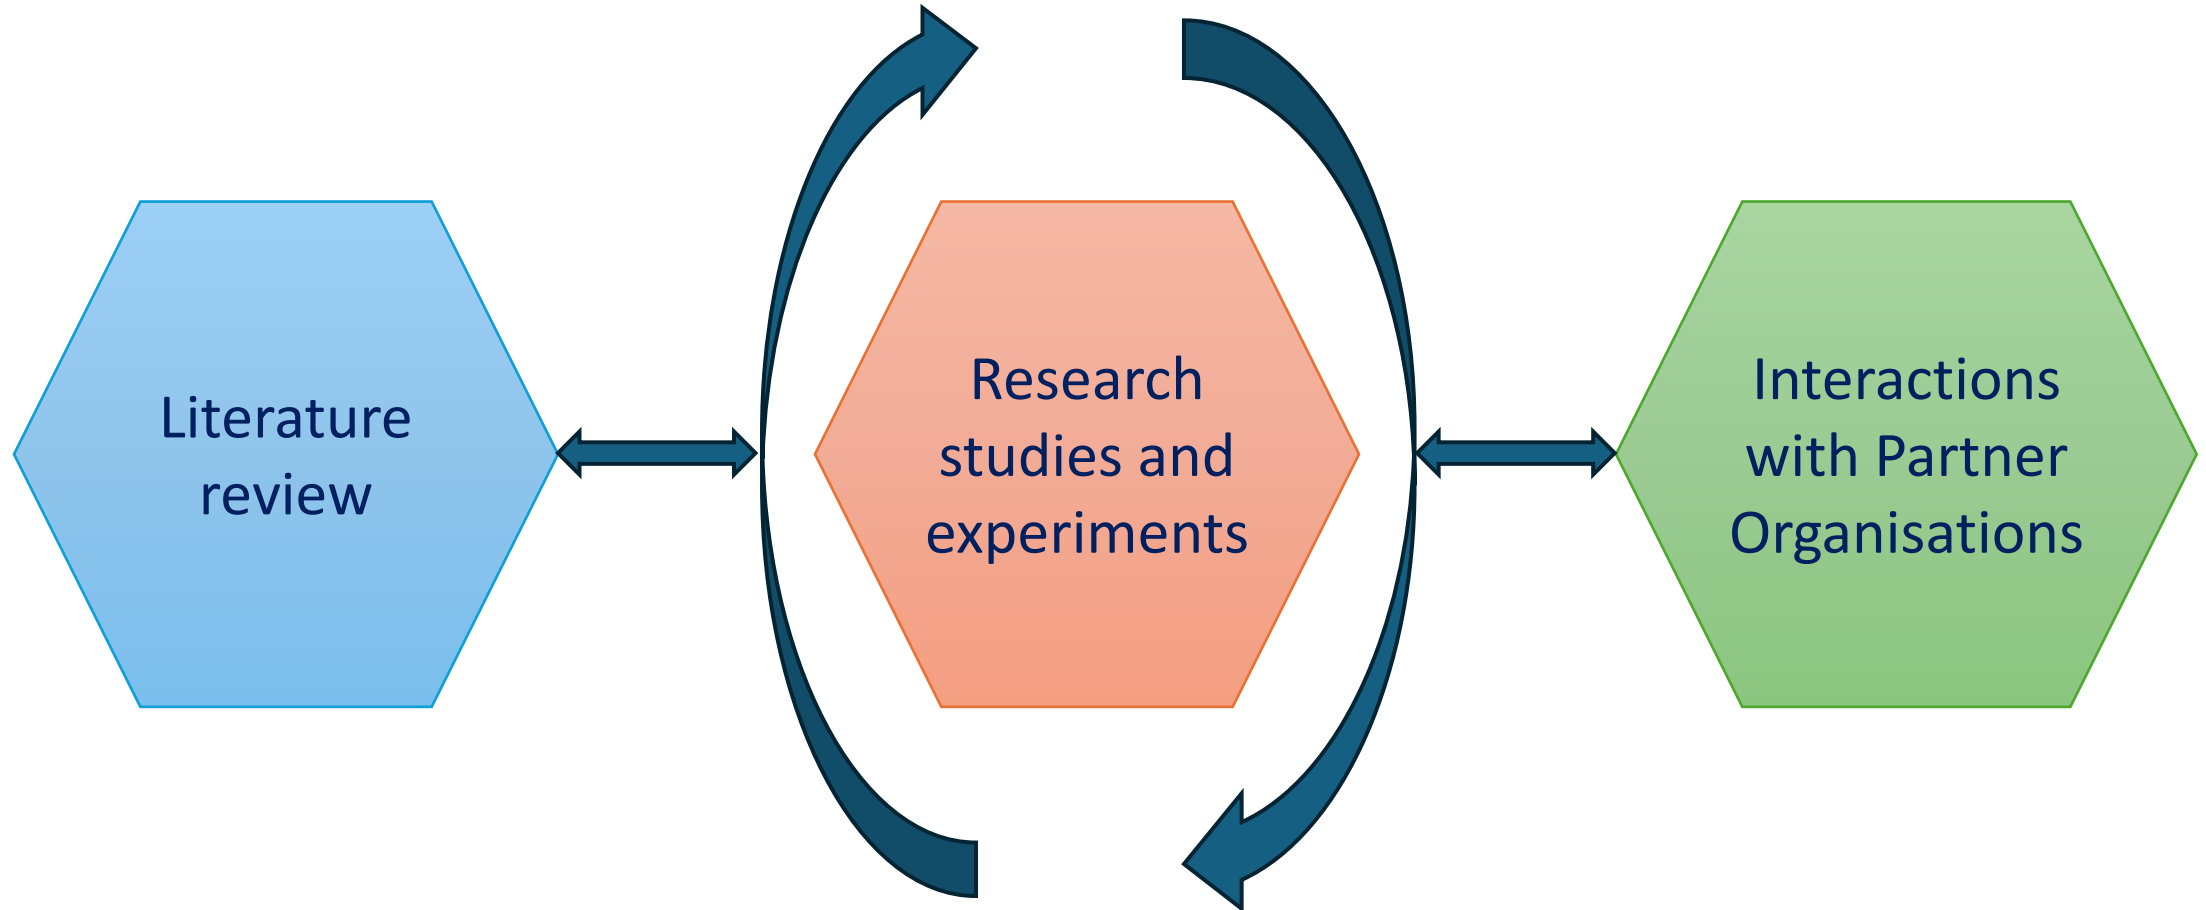 Literature
review
Research
studies and
experiments
Interactions
with Partner
Organisations